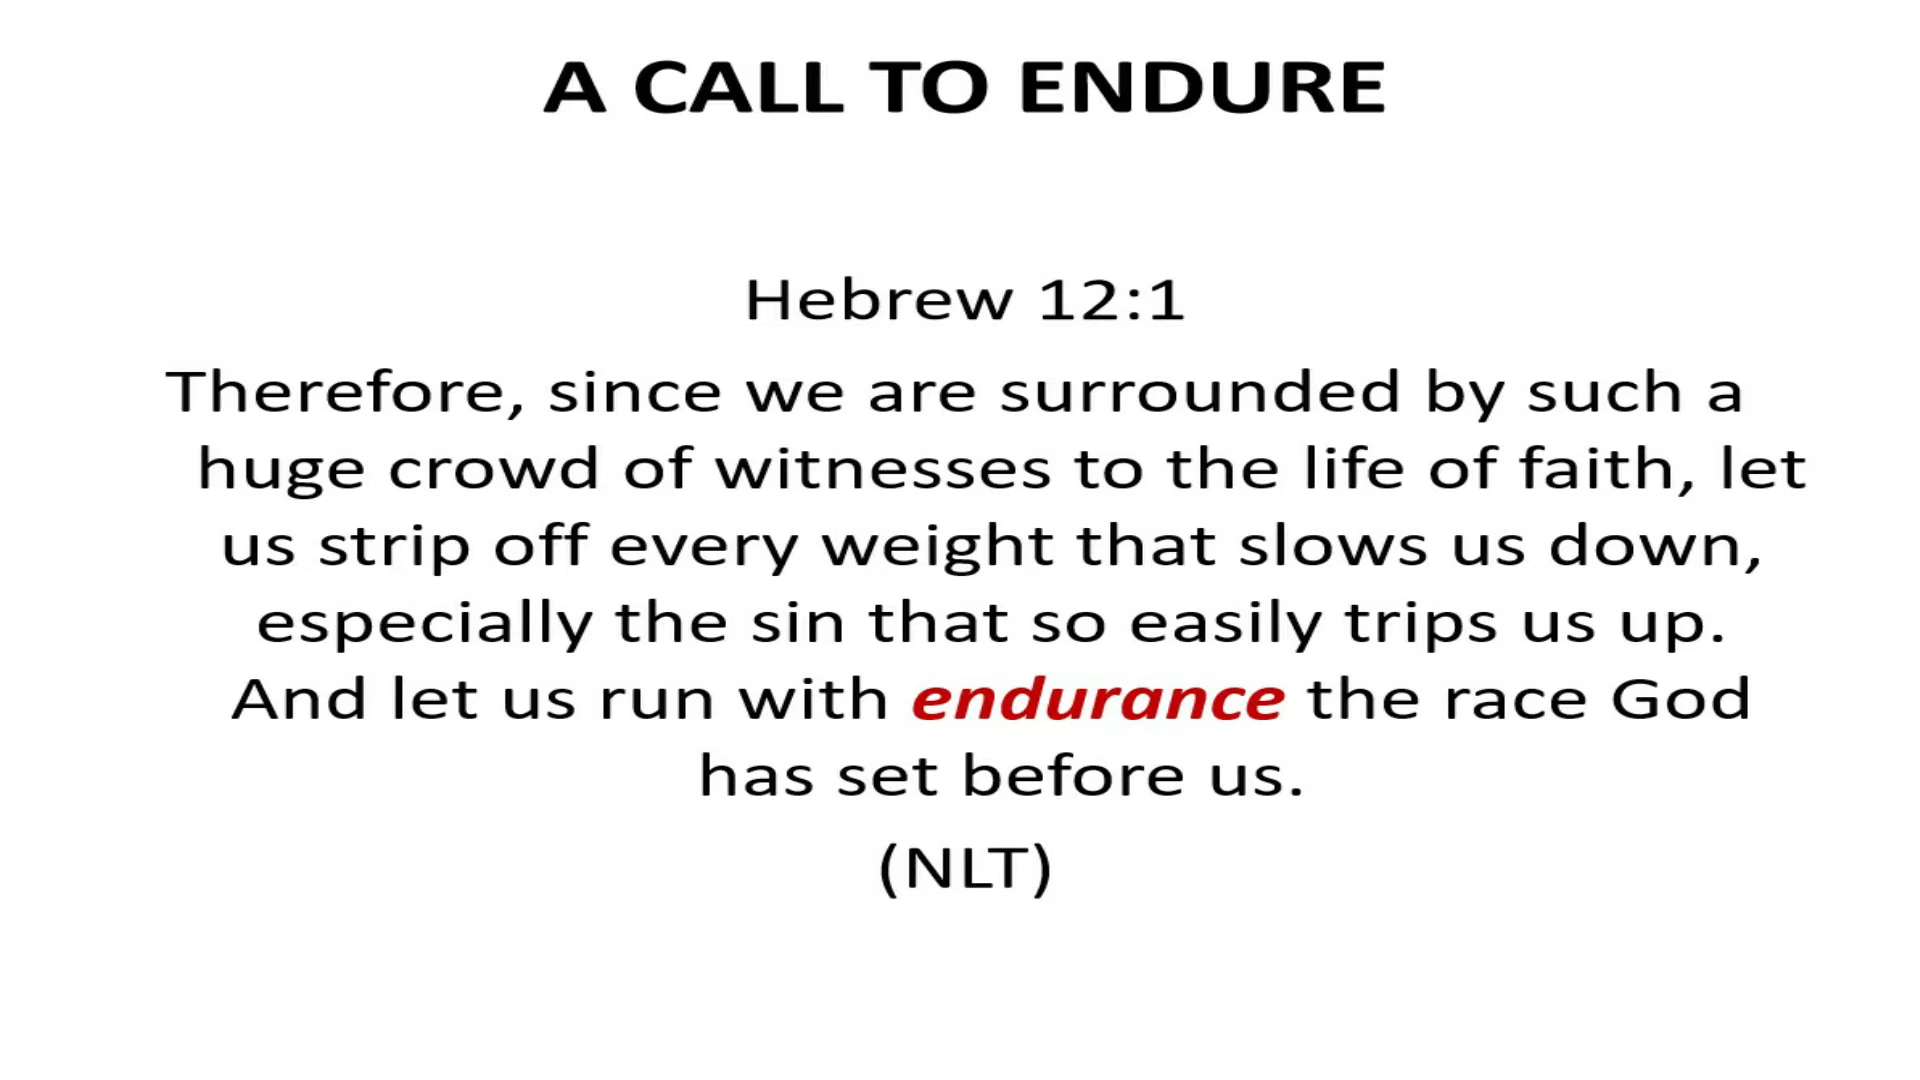 A CALL TO ENDURE
Hebrew 12:1
Therefore, since we are surrounded by such a
huge crowd of witnesses to the life of faith, let
us strip off every weight that slows us down,
especially the sin that so easily trips us up.
And let us run with endurance the race God
has set before us.
(NLT)